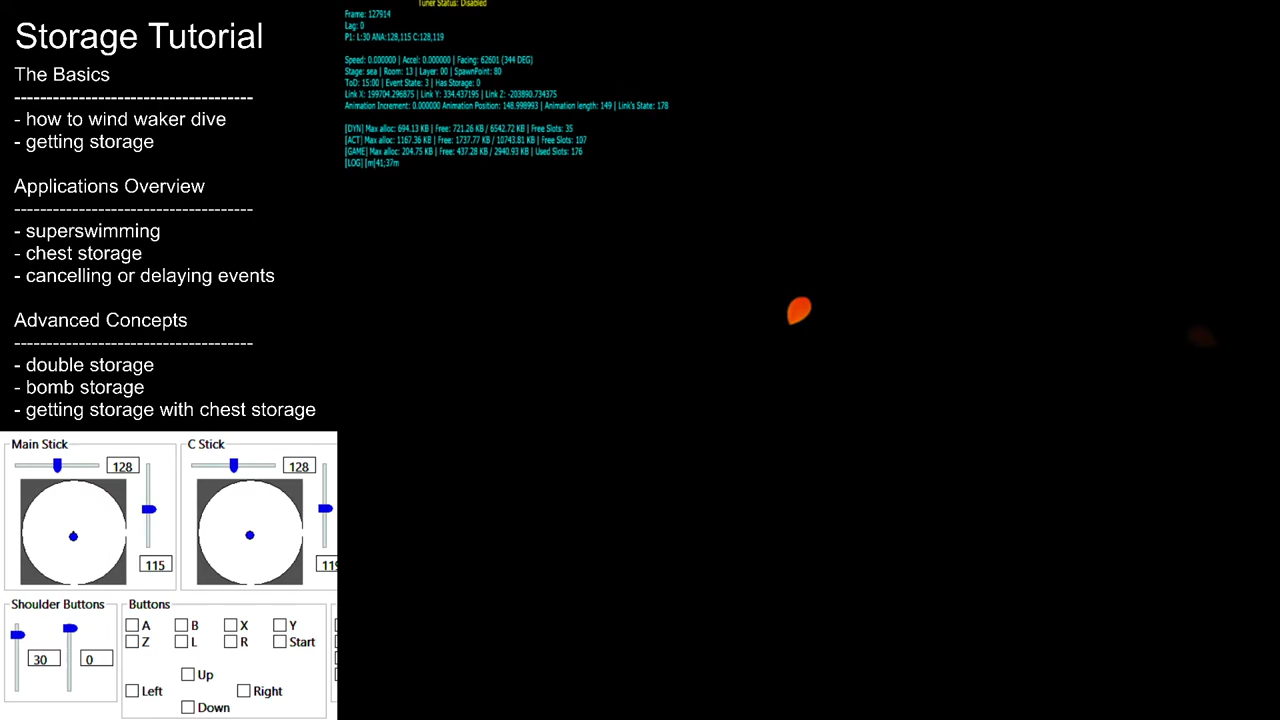 Storage Tutorial
The Basics
-----------------------------------
- how to wind waker dive
- getting storage
Applications Overview
-----------------------------------
- superswimming
- chest storage
- cancelling or delaying events
Advanced Concepts
-----------------------------------
- double storage
- bomb storage
- getting storage with chest storage
Tuner Status: Disabled
Frame: 127914
Lag: 0
P1: L:30 ANA:128,115 C:128,119
Speed: 0.000000 | Accel: 0.000000 | Facing: 62601 (344 DEG)
Stage: sea | Room: 13 | Layer: 00 | SpawnPoint: 80
ToD: 15:00 | Event State: 3 | Has Storage: 0
Link X: 199704.296875 | Link Y: 334.437195 | Link Z: -203890.734375
Animation Increment: 0.000000 Animation Position: 148.999993 | Animation length: 149 | Link's State: 178
[DYN] Max alloc: 694.13 KB | Free: 721.26 KB / 6542.72 KB | Free Slots: 35
[ACT] Max alloc: 1167.36 KB | Free: 1737.77 KB / 10743.81 KB | Free Slots: 107
[GAME] Max alloc: 204.75 KB | Free: 437.28 KB / 2940.93 KB | Used Slots: 176
[LOG] [m[41;37m
Main Stick
128
115
C Stick
128
119
Shoulder Buttons
30
0
Buttons
A B X Y
Z L R Start
Up
Left Right
Down